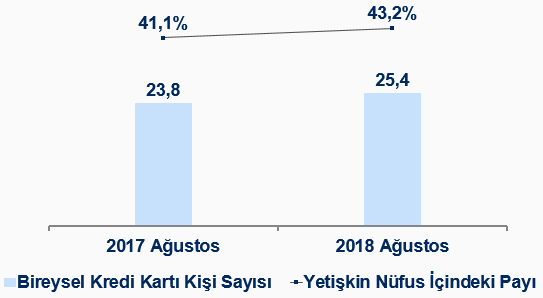 41,1%
43,2%
23,8
25,4
2017 Ağustos
2018 Ağustos
Bireysel Kredi Kartı Kişi Sayısı
Yetişkin Nüfus İçindeki Payı